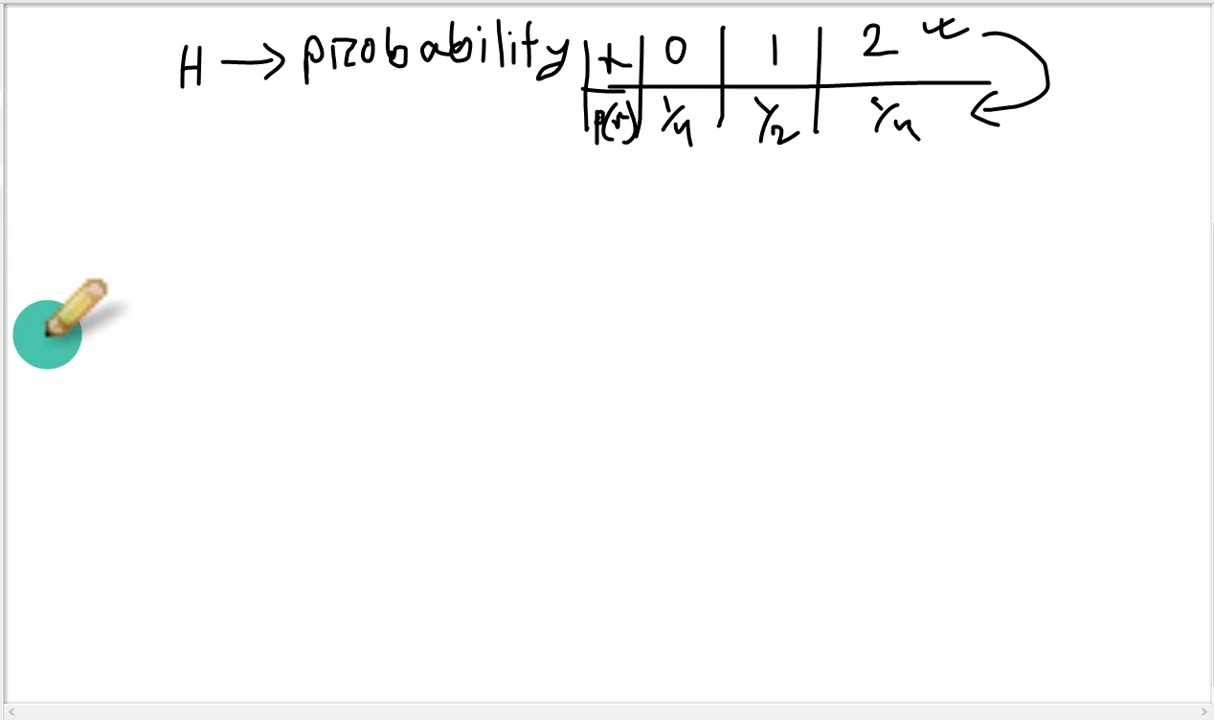 H → probability | x | 0 | 1 | 2
P(x) | 1/4 | 1/2 | 1/4